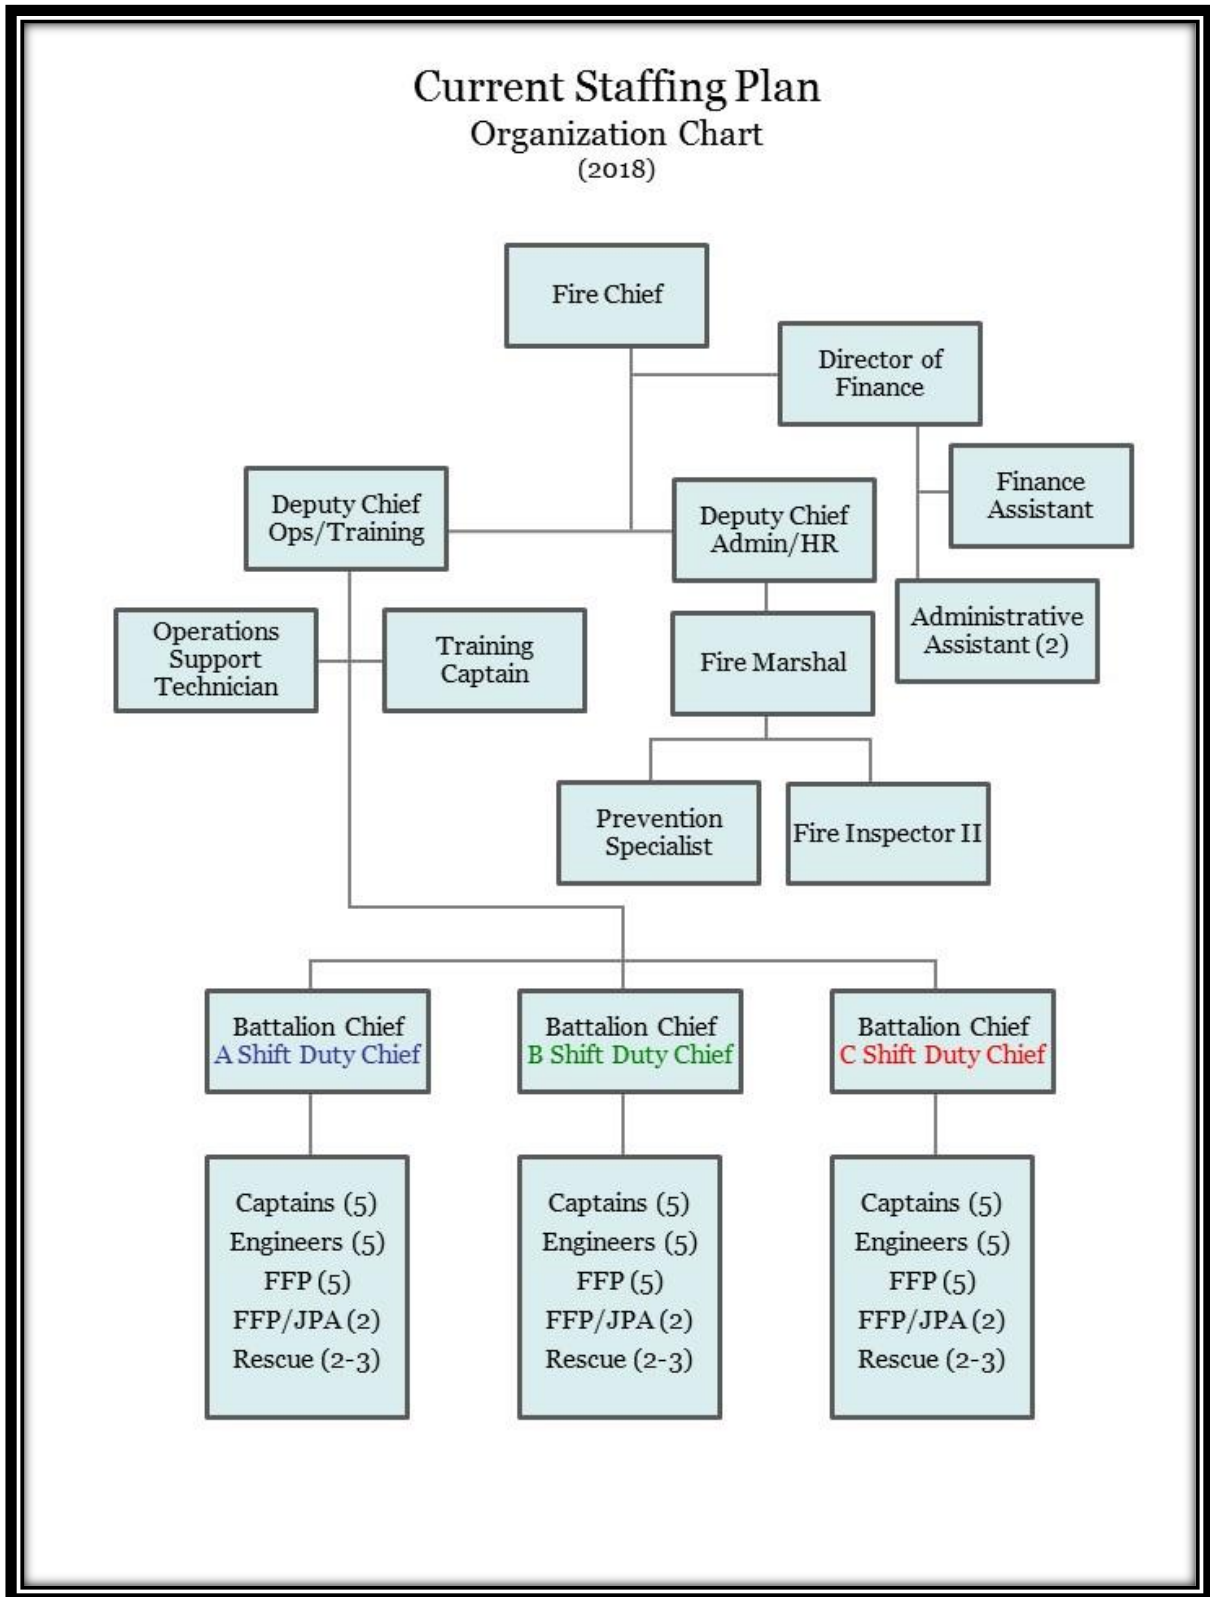 Current Staffing Plan
Organization Chart
(2018)
Fire Chief
Director of
Finance
Finance
Assistant
Administrative
Assistant (2)
Deputy Chief
Ops/Training
Deputy Chief
Admin/HR
Operations
Support
Technician
Training
Captain
Fire Marshal
Prevention
Specialist
Fire Inspector II
Battalion Chief
A Shift Duty Chief
Battalion Chief
B Shift Duty Chief
Battalion Chief
C Shift Duty Chief
Captains (5)
Engineers (5)
FFP (5)
FFP/JPA (2)
Rescue (2-3)
Captains (5)
Engineers (5)
FFP (5)
FFP/JPA (2)
Rescue (2-3)
Captains (5)
Engineers (5)
FFP (5)
FFP/JPA (2)
Rescue (2-3)